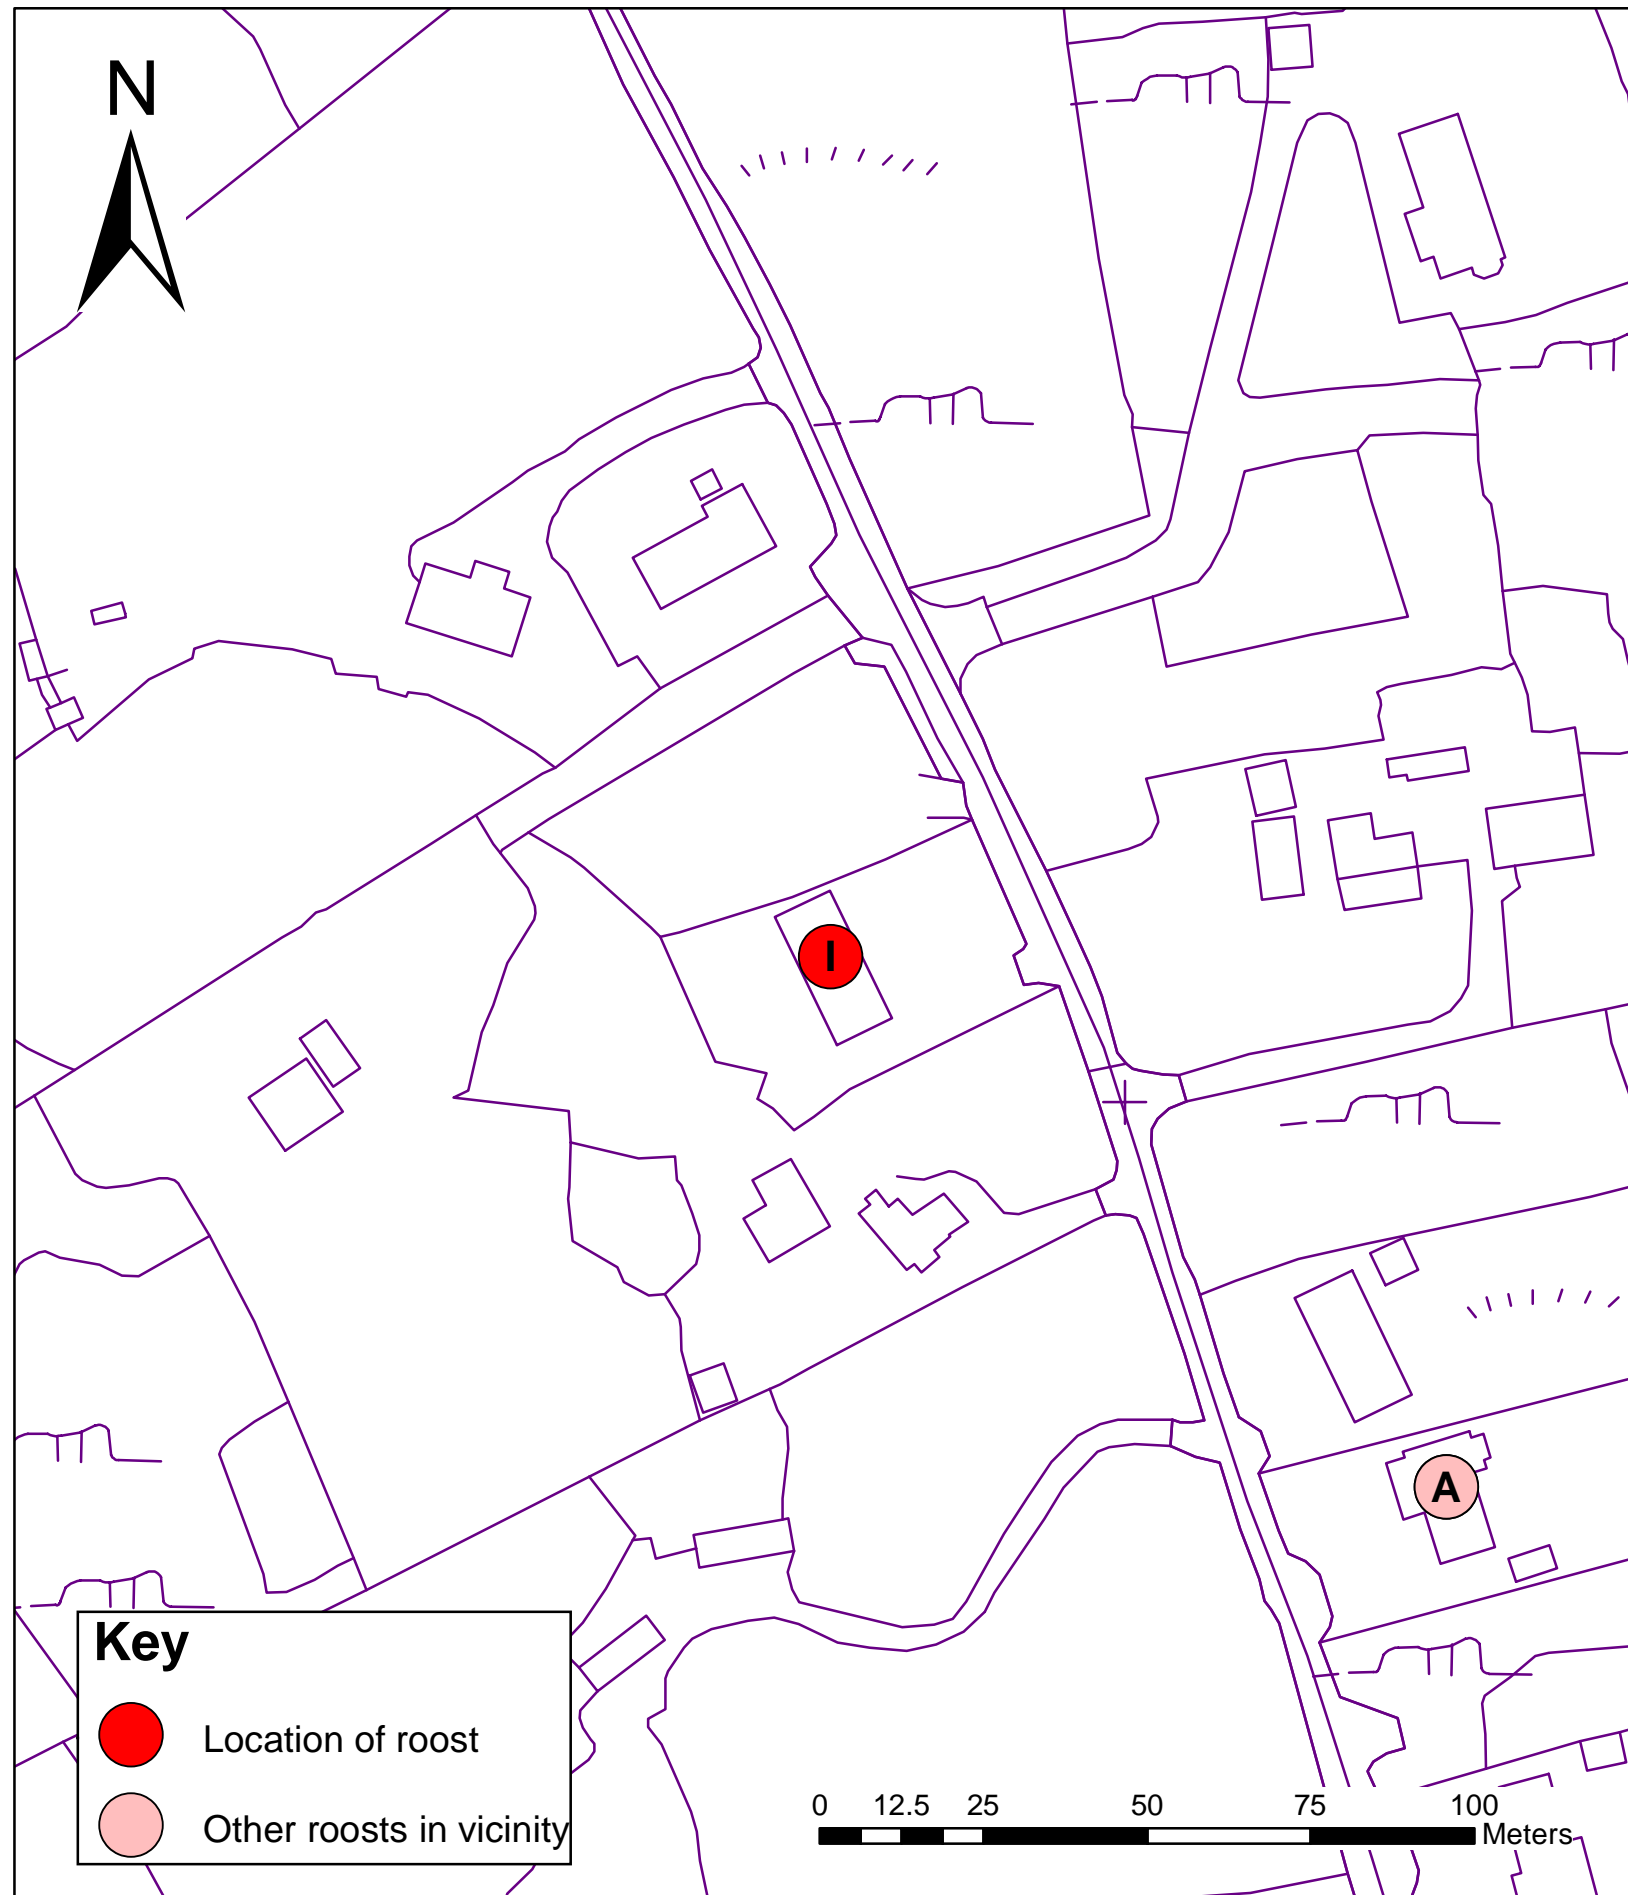 N
I
A
Key
Location of roost
Other roosts in vicinity
0 12.5 25 50 75 100
Meters